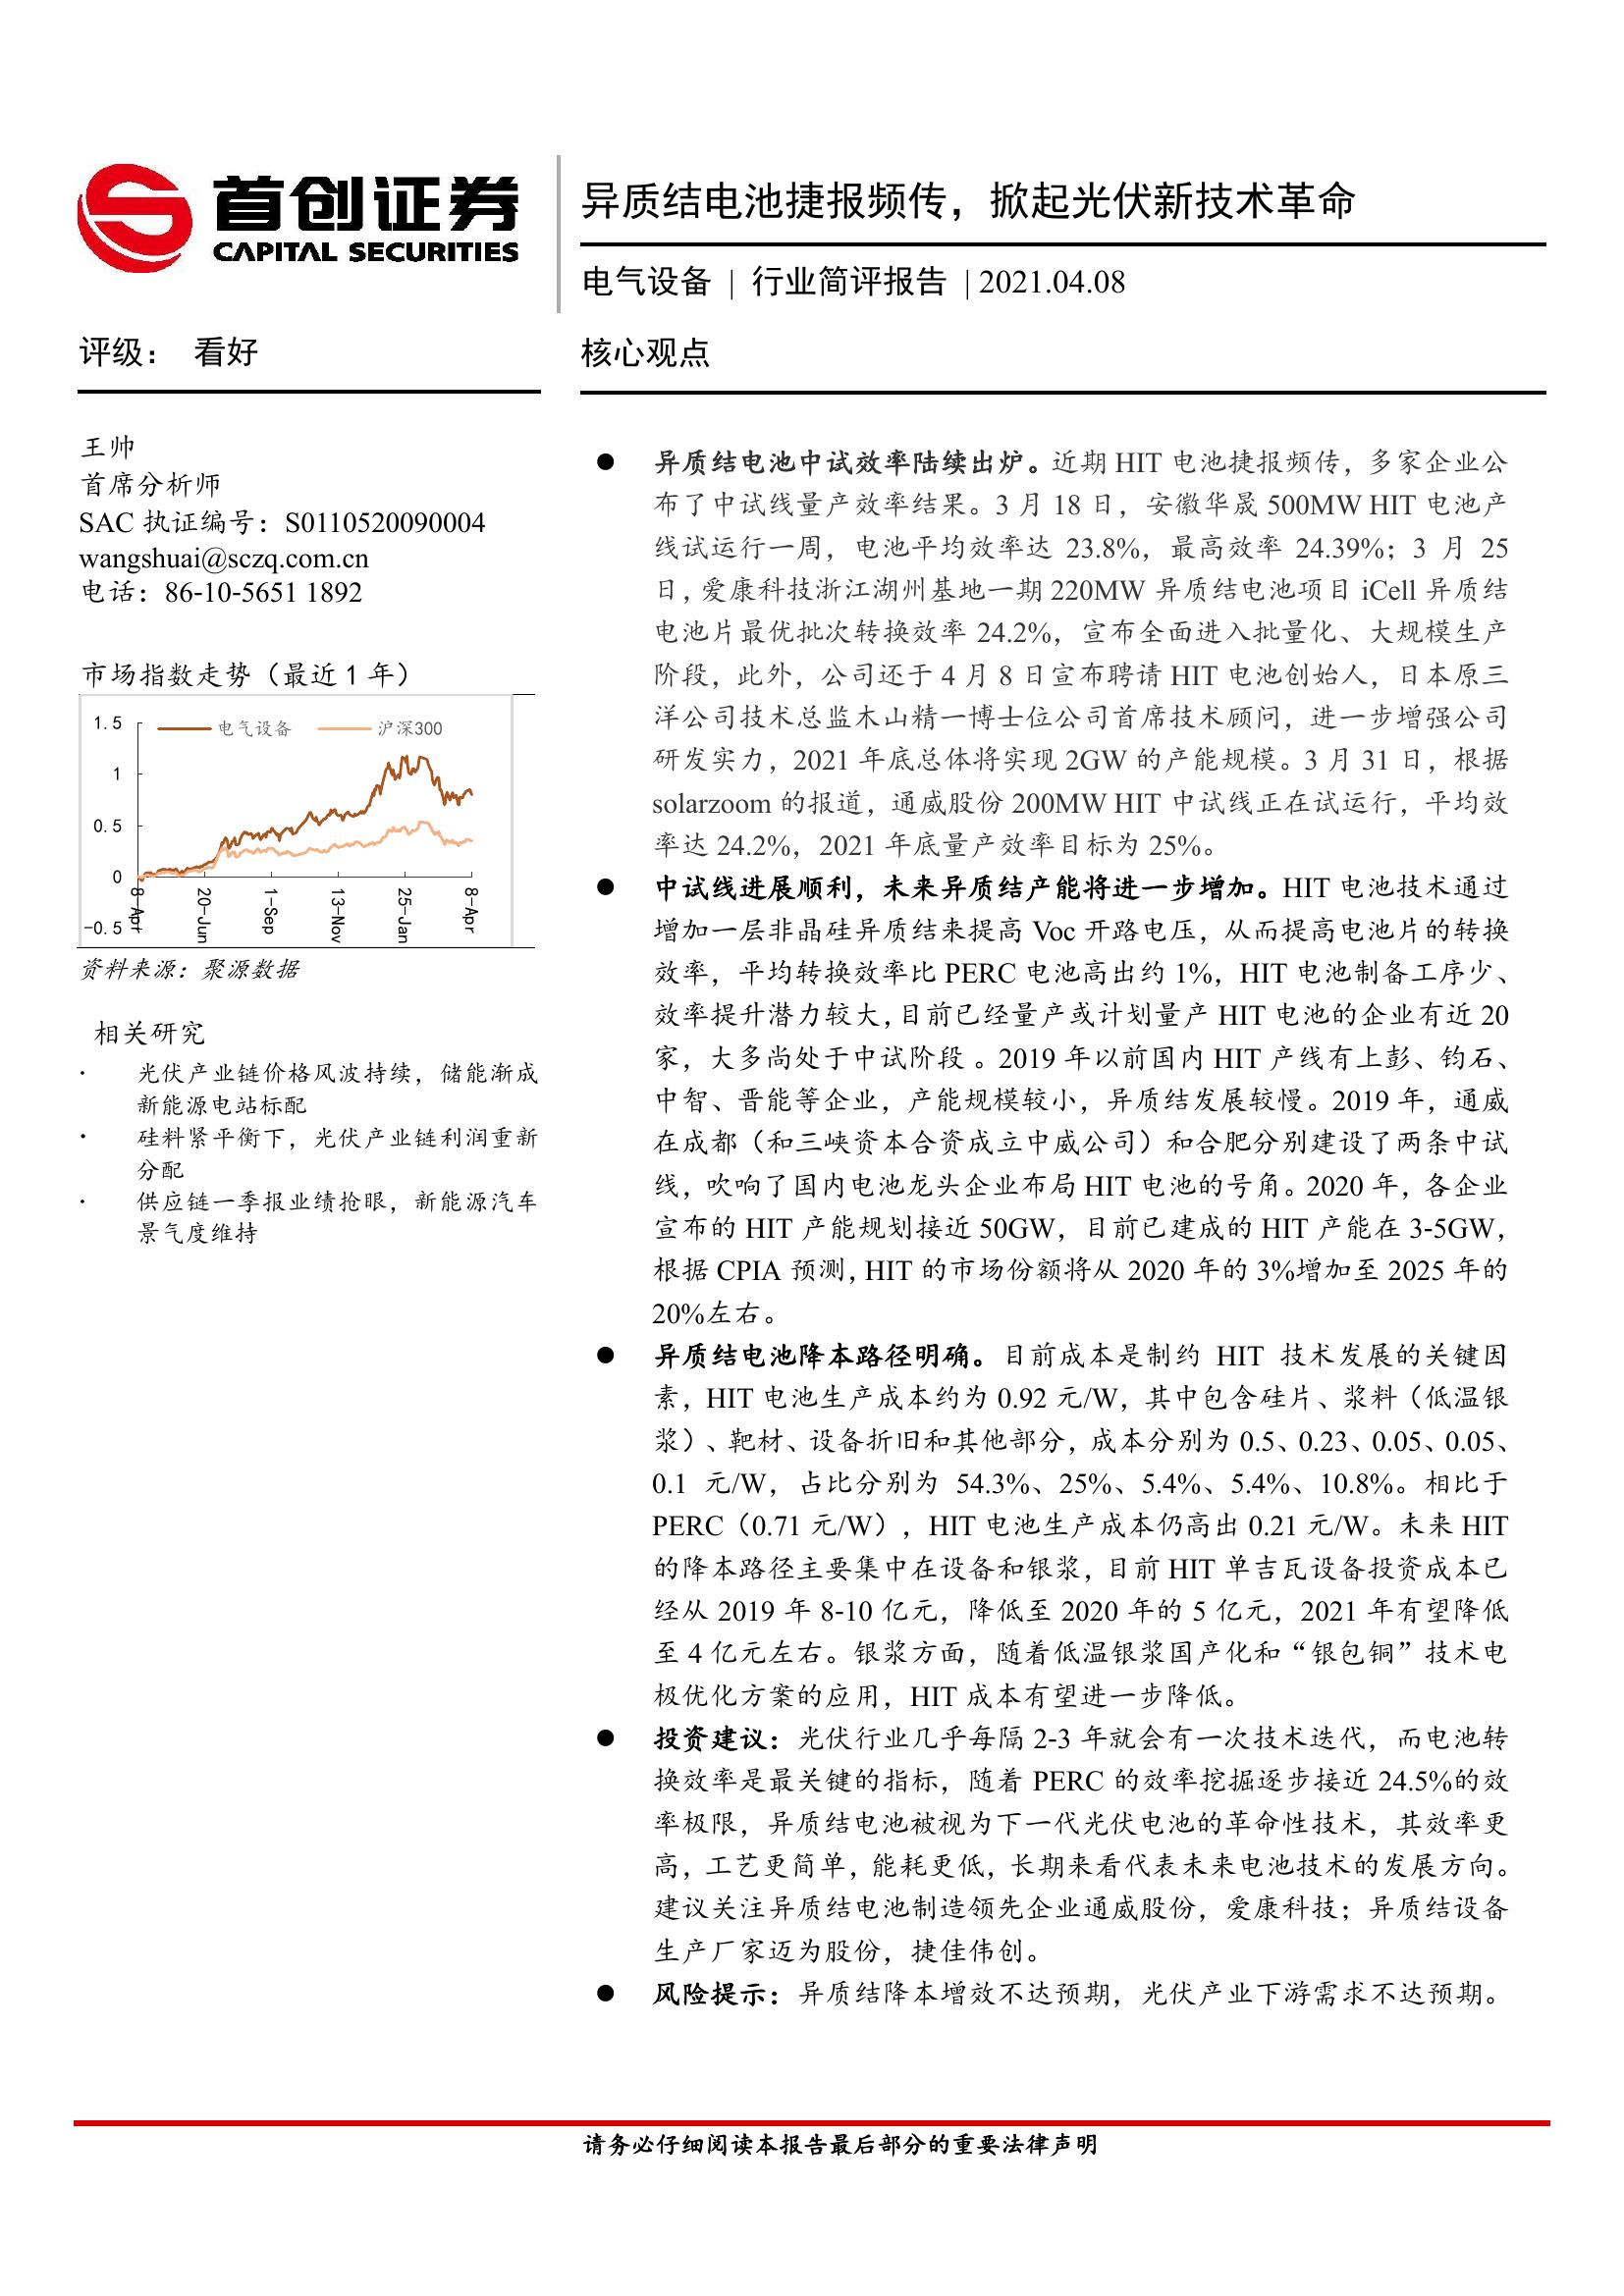 首创证券
CAPITAL SECURITIES
异质结电池捷报频传，掀起光伏新技术革命
电气设备 | 行业简评报告 | 2021.04.08
评级： 看好
王帅
首席分析师
SAC 执证编号：S0110520090004
wangshuai@sczq.com.cn
电话：86-10-5651 1892
市场指数走势（最近 1 年）
1.5
1
0.5
0
-0.5
电气设备
沪深300
8-Apr
20-Jun
1-Sep
13-Nov
25-Jan
8-Apr
资料来源：聚源数据
相关研究
· 光伏产业链价格风波持续，储能渐成
新能源电站标配
· 硅料紧平衡下，光伏产业链利润重新
分配
· 供应链一季报业绩抢眼，新能源汽车
景气度维持
核心观点
● 异质结电池中试效率陆续出炉。近期 HIT 电池捷报频传，多家企业公
布了中试线量产效率结果。3 月 18 日，安徽华晟 500MW HIT 电池产
线试运行一周，电池平均效率达 23.8%，最高效率 24.39%；3 月 25
日，爱康科技浙江湖州基地一期 220MW 异质结电池项目 iCell 异质结
电池片最优批次转换效率 24.2%，宣布全面进入批量化、大规模生产
阶段，此外，公司还于 4 月 8 日宣布聘请 HIT 电池创始人，日本原三
洋公司技术总监木山精一博士位公司首席技术顾问，进一步增强公司
研发实力，2021 年底总体将实现 2GW 的产能规模。3 月 31 日，根据
solarzoom 的报道，通威股份 200MW HIT 中试线正在试运行，平均效
率达 24.2%，2021 年底量产效率目标为 25%。
● 中试线进展顺利，未来异质结产能将进一步增加。HIT 电池技术通过
增加一层非晶硅异质结来提高 Voc 开路电压，从而提高电池片的转换
效率，平均转换效率比 PERC 电池高出约 1%，HIT 电池制备工序少、
效率提升潜力较大，目前已经量产或计划量产 HIT 电池的企业有近 20
家，大多尚处于中试阶段 。2019 年以前国内 HIT 产线有上彭、钧石、
中智、晋能等企业，产能规模较小，异质结发展较慢。2019 年，通威
在成都（和三峡资本合资成立中威公司）和合肥分别建设了两条中试
线，吹响了国内电池龙头企业布局 HIT 电池的号角。2020 年，各企业
宣布的 HIT 产能规划接近 50GW，目前已建成的 HIT 产能在 3-5GW，
根据 CPIA 预测，HIT 的市场份额将从 2020 年的 3%增加至 2025 年的
20%左右。
● 异质结电池降本路径明确。目前成本是制约 HIT 技术发展的关键因
素，HIT 电池生产成本约为 0.92 元/W，其中包含硅片、浆料（低温银
浆）、靶材、设备折旧和其他部分，成本分别为 0.5、0.23、0.05、0.05、
0.1 元/W，占比分别为 54.3%、25%、5.4%、5.4%、10.8%。相比于
PERC（0.71 元/W），HIT 电池生产成本仍高出 0.21 元/W。未来 HIT
的降本路径主要集中在设备和银浆，目前 HIT 单吉瓦设备投资成本已
经从 2019 年 8-10 亿元，降低至 2020 年的 5 亿元，2021 年有望降低
至 4 亿元左右。银浆方面，随着低温银浆国产化和“银包铜”技术电
极优化方案的应用，HIT 成本有望进一步降低。
● 投资建议：光伏行业几乎每隔 2-3 年就会有一次技术迭代，而电池转
换效率是最关键的指标，随着 PERC 的效率挖掘逐步接近 24.5%的效
率极限，异质结电池被视为下一代光伏电池的革命性技术，其效率更
高，工艺更简单，能耗更低，长期来看代表未来电池技术的发展方向。
建议关注异质结电池制造领先企业通威股份，爱康科技；异质结设备
生产厂家迈为股份，捷佳伟创。
● 风险提示：异质结降本增效不达预期，光伏产业下游需求不达预期。
请务必仔细阅读本报告最后部分的重要法律声明